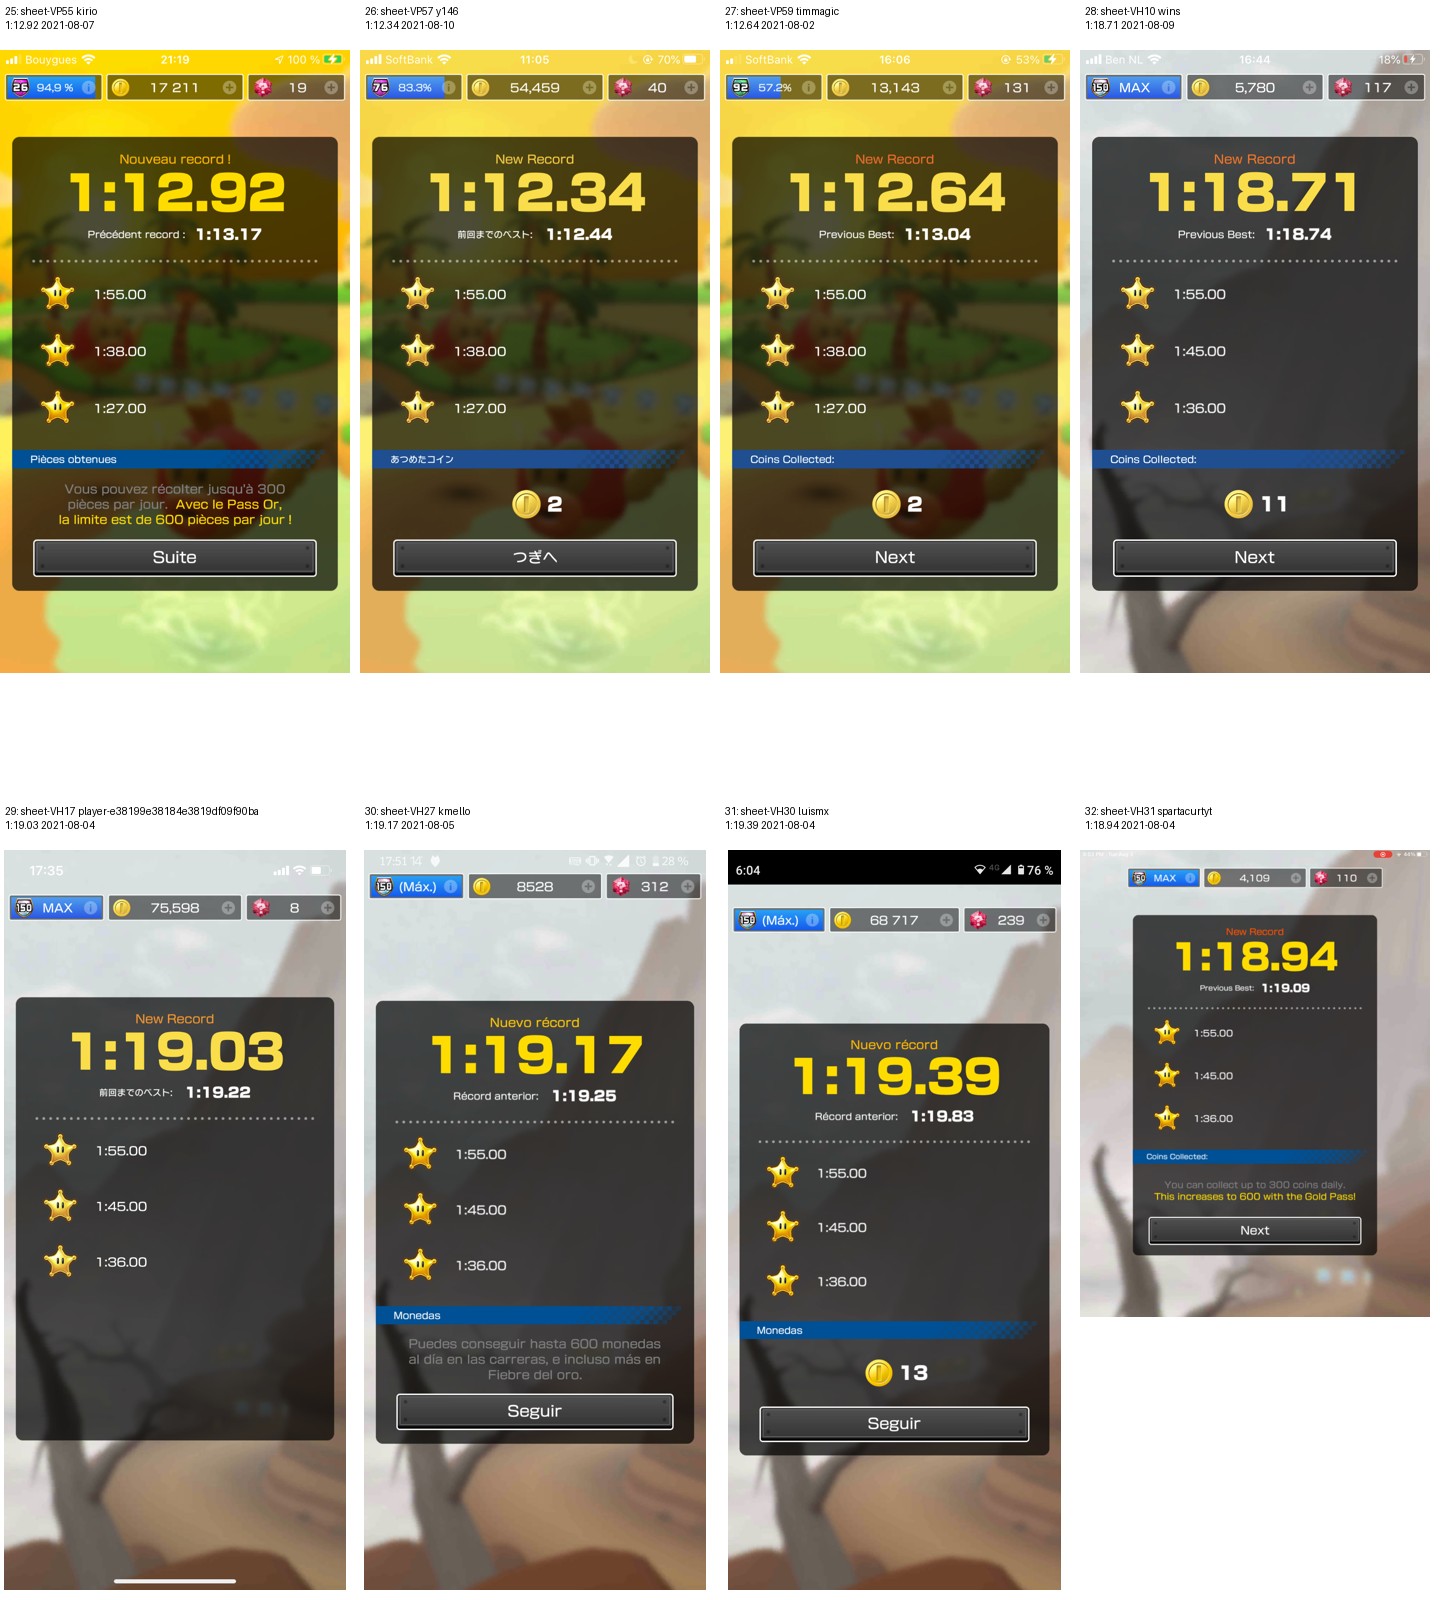 25: sheet-VP55 kirio
1:12.92 2021-08-07
Bouygues
21:19
100 %
26
94,9 %
17 211
19
Nouveau record !
1:12.92
Précédent record : 1:13.17
1:55.00
1:38.00
1:27.00
Pièces obtenues
Vous pouvez récolter jusqu'à 300
pièces par jour. Avec le Pass Or,
la limite est de 600 pièces par jour !
Suite
26: sheet-VP57 y146
1:12.34 2021-08-10
SoftBank
11:05
70%
76
83.3%
54,459
40
New Record
1:12.34
前回までのベスト: 1:12.44
1:55.00
1:38.00
1:27.00
あつめたコイン
2
つぎへ
27: sheet-VP59 timmagic
1:12.64 2021-08-02
SoftBank
16:06
53%
92
57.2%
13,143
131
New Record
1:12.64
Previous Best: 1:13.04
1:55.00
1:38.00
1:27.00
Coins Collected:
2
Next
28: sheet-VH10 wins
1:18.71 2021-08-09
Ben NL
16:44
18%
150
MAX
5,780
117
New Record
1:18.71
Previous Best: 1:18.74
1:55.00
1:45.00
1:36.00
Coins Collected:
11
Next
29: sheet-VH17 player-e38199e38184e3819df09f90ba
1:19.03 2021-08-04
17:35
150
MAX
75,598
8
New Record
1:19.03
前回までのベスト: 1:19.22
1:55.00
1:45.00
1:36.00
30: sheet-VH27 kmello
1:19.17 2021-08-05
17:51 14°
28 %
150
(Máx.)
8528
312
Nuevo récord
1:19.17
Récord anterior: 1:19.25
1:55.00
1:45.00
1:36.00
Monedas
Puedes conseguir hasta 600 monedas
al día en las carreras, e incluso más en
Fiebre del oro.
Seguir
31: sheet-VH30 luismx
1:19.39 2021-08-04
6:04
4G
76 %
150
(Máx.)
68 717
239
Nuevo récord
1:19.39
Récord anterior: 1:19.83
1:55.00
1:45.00
1:36.00
Monedas
13
Seguir
32: sheet-VH31 spartacurtyt
1:18.94 2021-08-04
44%
150
MAX
4,109
110
New Record
1:18.94
Previous Best: 1:19.09
1:55.00
1:45.00
1:36.00
Coins Collected:
You can collect up to 300 coins daily.
This increases to 600 with the Gold Pass!
Next